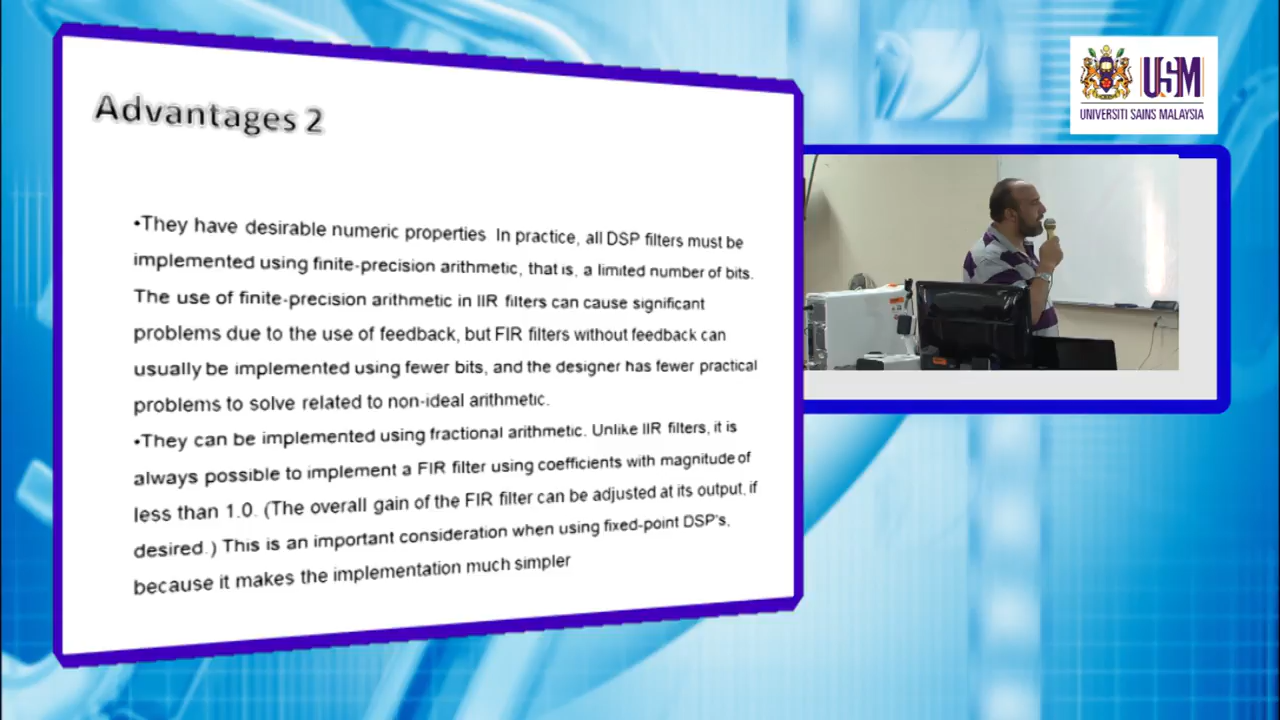 Advantages 2
•They have desirable numeric properties In practice, all DSP filters must be
implemented using finite-precision arithmetic, that is, a limited number of bits.
The use of finite-precision arithmetic in IIR filters can cause significant
problems due to the use of feedback, but FIR filters without feedback can
usually be implemented using fewer bits, and the designer has fewer practical
problems to solve related to non-ideal arithmetic.
•They can be implemented using fractional arithmetic. Unlike IIR filters, it is
always possible to implement a FIR filter using coefficients with magnitude of
less than 1.0. (The overall gain of the FIR filter can be adjusted at its output, if
desired.) This is an important consideration when using fixed-point DSP's,
because it makes the implementation much simpler
USM
UNIVERSITI SAINS MALAYSIA